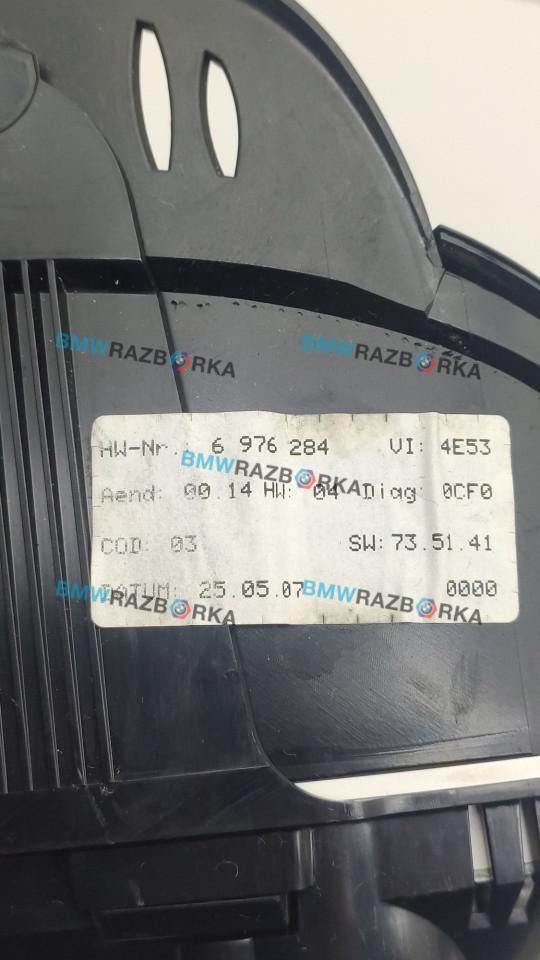 BMWRAZBORKA
BMWRAZBORKA
HW-Nr. 6 976 284 VI: 4E53
BMWRAZBORKA
Aend: 00.14 HW: 04 Diag 0CF0
COD: 03 SW: 73.51.41
DATUM: 25.05.07 0000
BMWRAZBORKA
BMWRAZBORKA